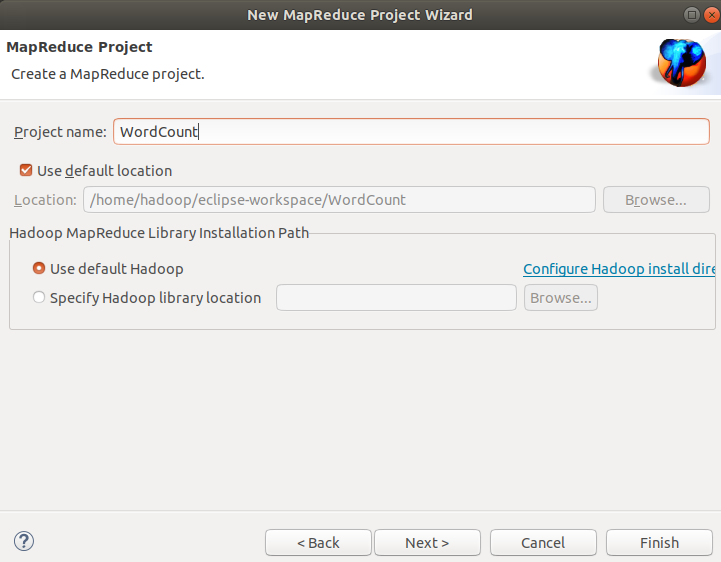 New MapReduce Project Wizard
MapReduce Project
Create a MapReduce project.
Project name: WordCount
Use default location
Location: /home/hadoop/eclipse-workspace/WordCount Browse...
Hadoop MapReduce Library Installation Path
Use default Hadoop Configure Hadoop install dire
Specify Hadoop library location Browse...
? < Back Next > Cancel Finish